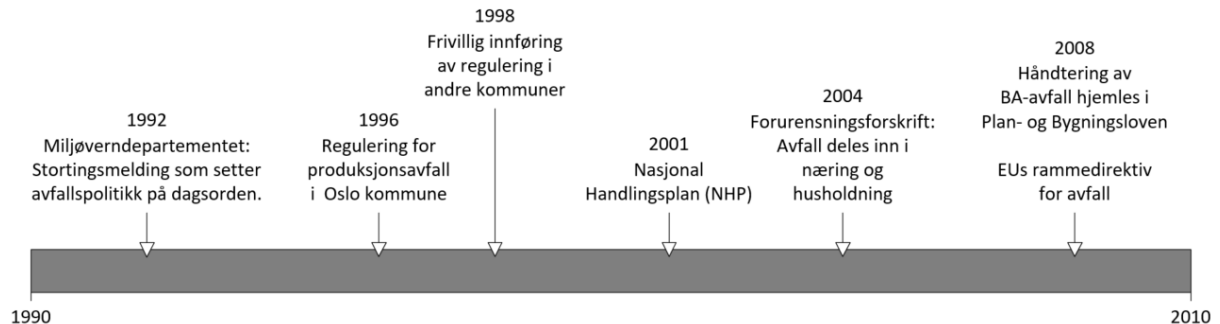 1992
Miljøverndepartementet:
Stortingsmelding som setter
avfallspolitikk på dagsorden.
1996
Regulering for
produksjonsavfall
i Oslo kommune
1998
Frivillig innføring
av regulering i
andre kommuner
2001
Nasjonal
Handlingsplan (NHP)
2004
Forurensningsforskrift:
Avfall deles inn i
næring og
husholdning
2008
Håndtering av
BA-avfall hjemles i
Plan- og Bygningsloven
EUs rammedirektiv
for avfall
1990
2010